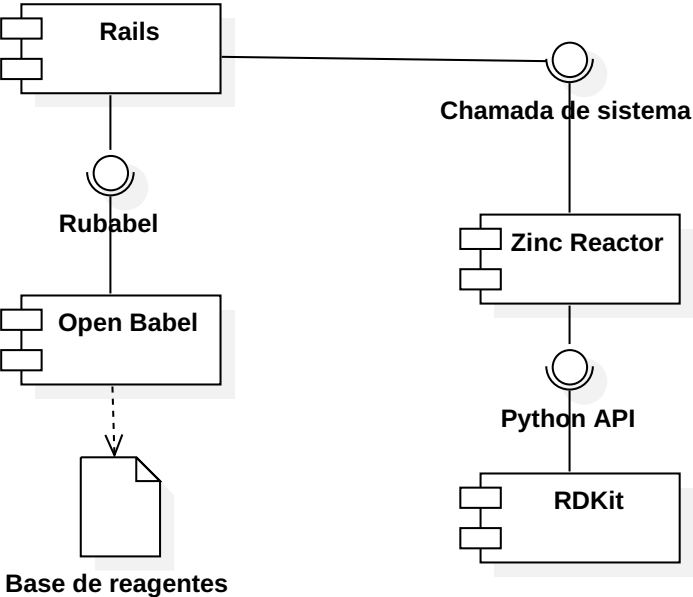 Rails
Chamada de sistema
Rubabel
Zinc Reactor
Open Babel
Python API
RDKit
Base de reagentes